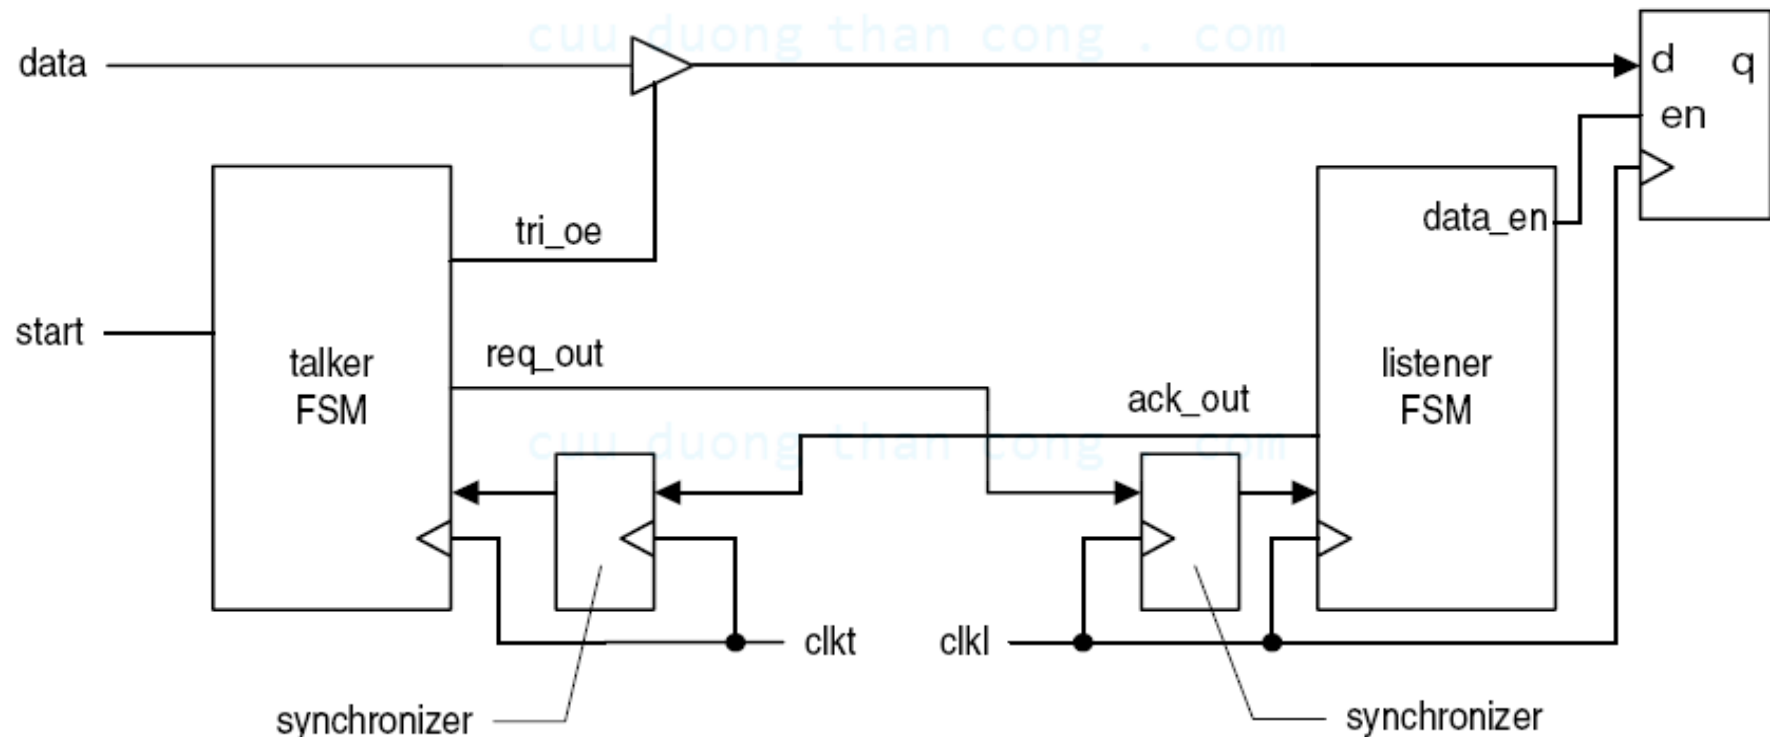 cuu duong than cong . com
data
d q
en
data_en
tri_oe
start
req_out
talker
FSM
listener
FSM
ack_out
cuu duong than cong . com
clkt
clkl
synchronizer
synchronizer